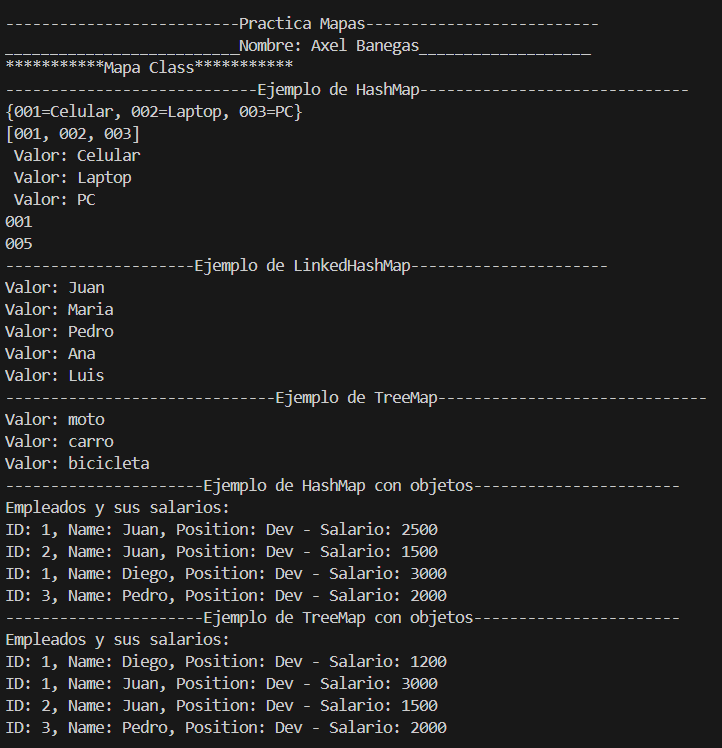 --------------------------Practica Mapas--------------------------
__________________________Nombre: Axel Banegas___________________
***********Mapa Class***********
----------------------------Ejemplo de HashMap------------------------------
{001=Celular, 002=Laptop, 003=PC}
[001, 002, 003]
Valor: Celular
Valor: Laptop
Valor: PC
001
005
------------------------Ejemplo de LinkedHashMap----------------------
Valor: Juan
Valor: Maria
Valor: Pedro
Valor: Ana
Valor: Luis
------------------------------Ejemplo de TreeMap------------------------------
Valor: moto
Valor: carro
Valor: bicicleta
----------------------Ejemplo de HashMap con objetos-----------------------
Empleados y sus salarios:
ID: 1, Name: Juan, Position: Dev - Salario: 2500
ID: 2, Name: Juan, Position: Dev - Salario: 1500
ID: 1, Name: Diego, Position: Dev - Salario: 3000
ID: 3, Name: Pedro, Position: Dev - Salario: 2000
----------------------Ejemplo de TreeMap con objetos-----------------------
Empleados y sus salarios:
ID: 1, Name: Diego, Position: Dev - Salario: 1200
ID: 1, Name: Juan, Position: Dev - Salario: 3000
ID: 2, Name: Juan, Position: Dev - Salario: 1500
ID: 3, Name: Pedro, Position: Dev - Salario: 2000